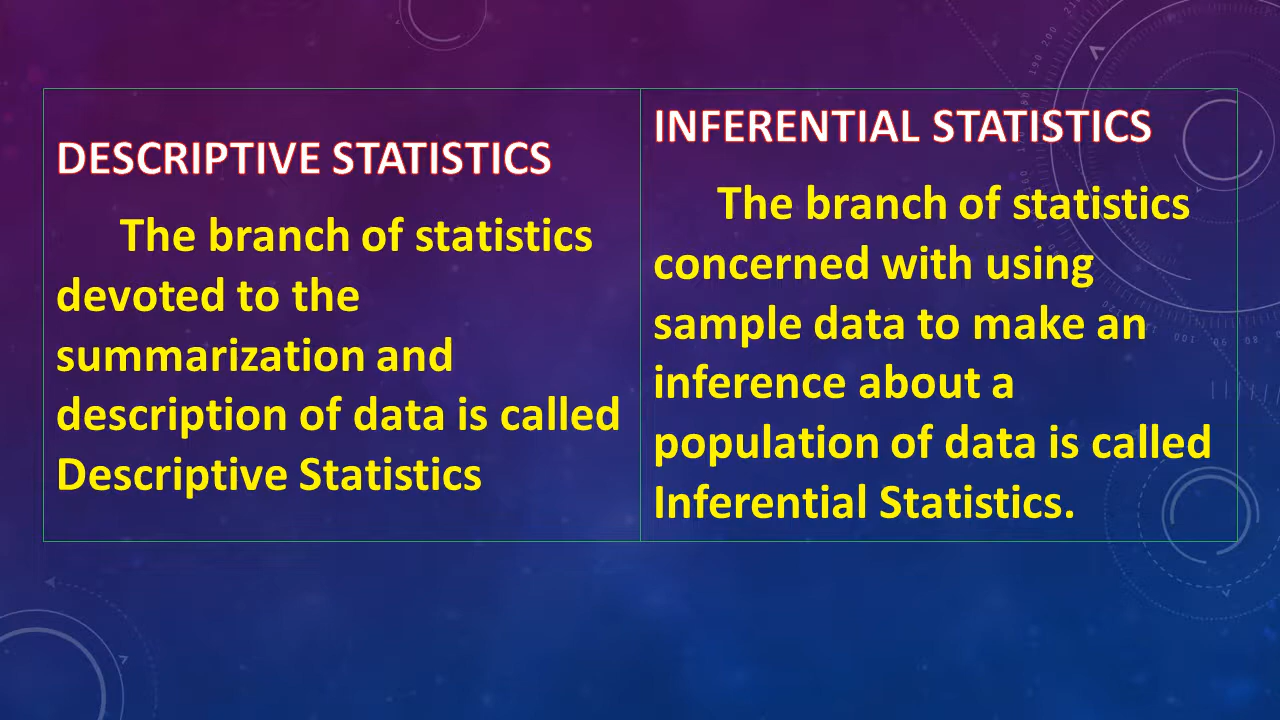 DESCRIPTIVE STATISTICS
The branch of statistics
devoted to the
summarization and
description of data is called
Descriptive Statistics
INFERENTIAL STATISTICS
The branch of statistics
concerned with using
sample data to make an
inference about a
population of data is called
Inferential Statistics.